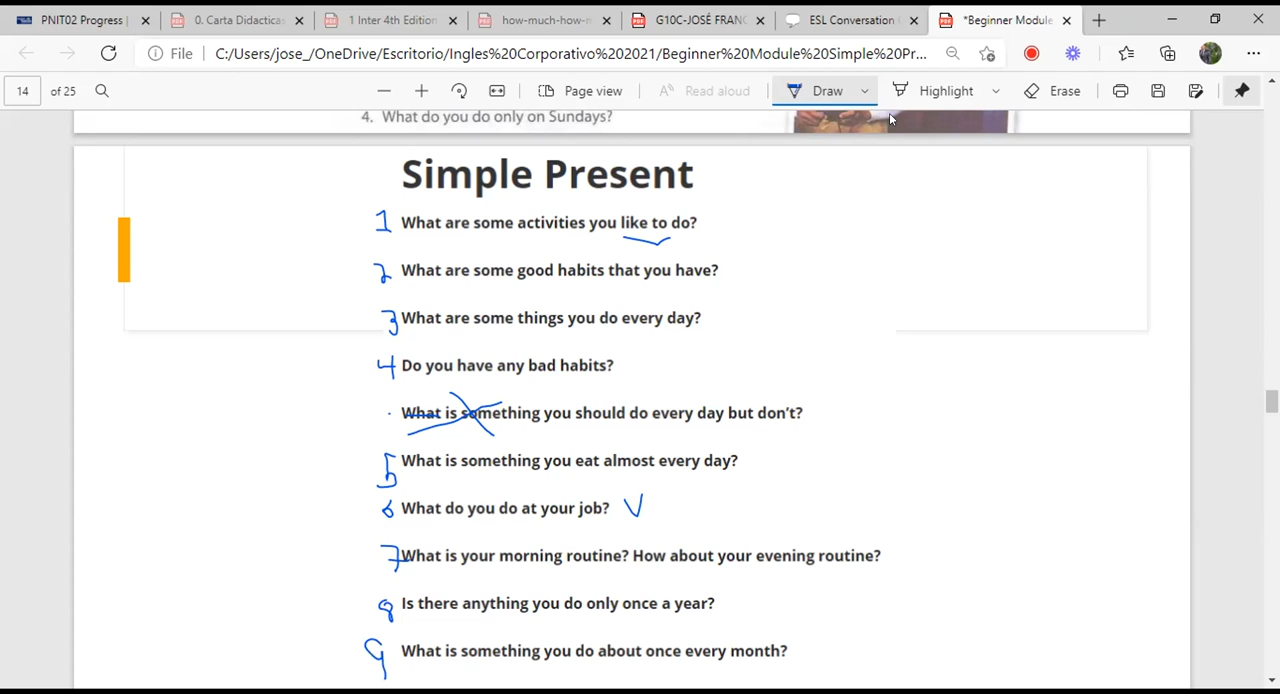 PNIT02 Progress |
0. Carta Didactica:
1 Inter 4th Edition
how-much-how-m
G10C-JOSÉ FRANC
ESL Conversation (
*Beginner Module
File C:/Users/jose_/OneDrive/Escritorio/Ingles%20Corporativo%202021/Beginner%20Module%20Simple%20Pr...
14 of 25 Page view Read aloud Draw Highlight Erase
4. What do you do only on Sundays?
Simple Present
1 What are some activities you like to do?
2 What are some good habits that you have?
3 What are some things you do every day?
4 Do you have any bad habits?
What is something you should do every day but don't?
5 What is something you eat almost every day?
6 What do you do at your job? V
7 What is your morning routine? How about your evening routine?
8 Is there anything you do only once a year?
9 What is something you do about once every month?